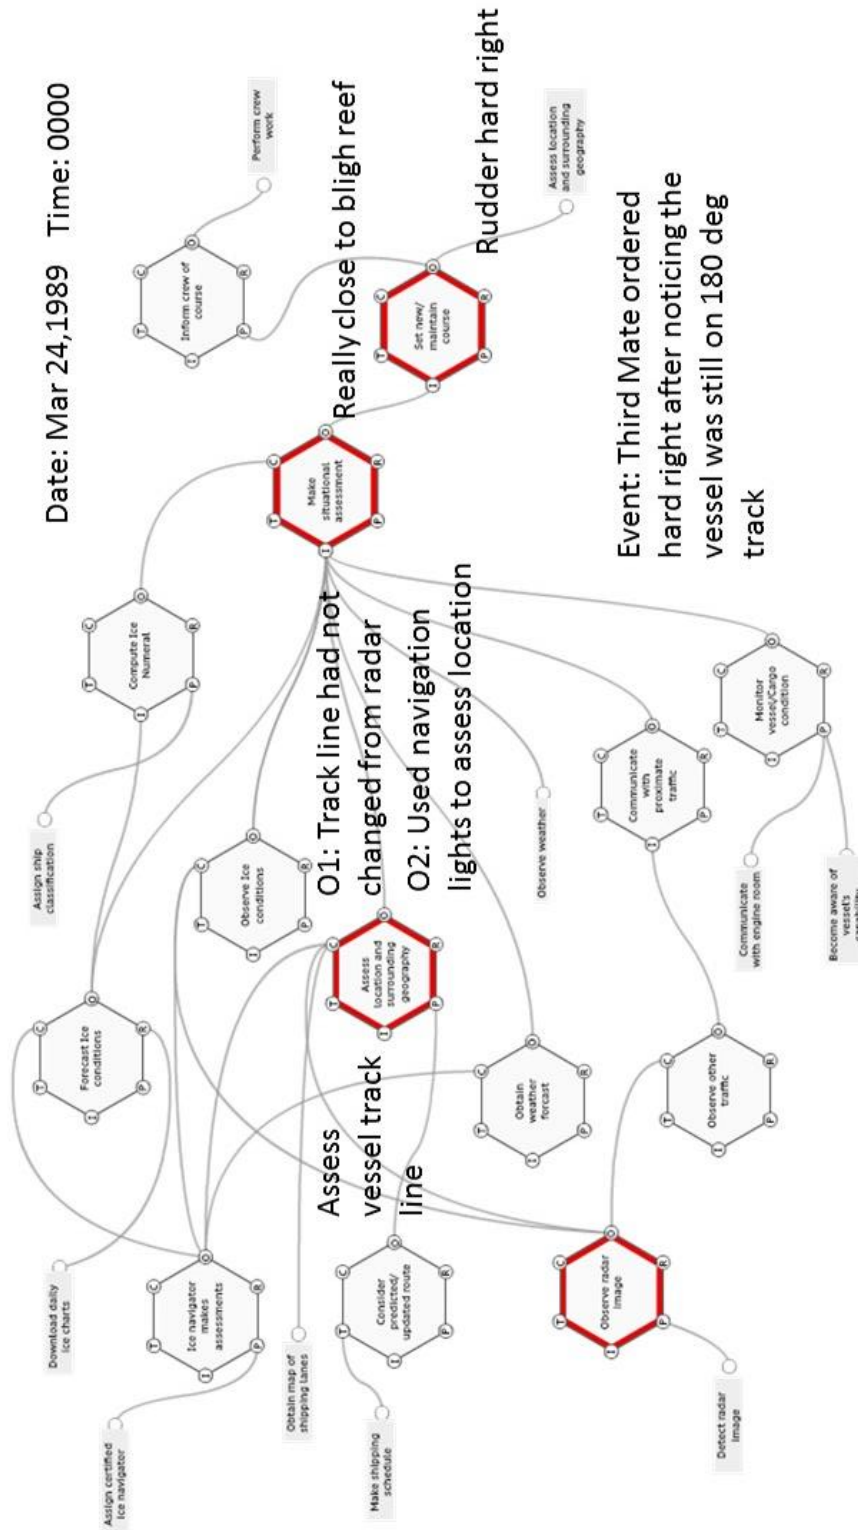 Date: Mar 24,1989 Time: 0000
Download daily
ice charts
T
C
Forecast Ice
conditions
I
O
P
R
Assign ship
classification
T
C
Compute Ice
Numeral
I
O
P
R
T
C
Inform crew of
course
I
O
P
R
Perform crew
work
Assign certified
ice navigator
T
C
Ice navigator
makes
assessments
I
O
P
R
T
C
Observe Ice
conditions
I
O
P
R
T
C
Make
situational
assessment
I
O
P
R
Really close to bligh reef
Obtain map of
shipping lanes
Assess
vessel track
line
T
C
Assess
location and
surrounding
geography
I
O
P
R
O1: Track line had not
changed from radar
O2: Used navigation
lights to assess location
T
C
Set new/
maintain
course
I
O
P
R
Rudder hard right
Make shipping
schedule
T
C
Consider
predicted/
updated route
I
O
P
R
T
C
Obtain
weather
forcast
I
O
P
R
Observe weather
Assess location
and surrounding
geography
T
C
Observe radar
image
I
O
P
R
Detect radar
image
T
C
Observe other
traffic
I
O
P
R
T
C
Communicate
with
proximate
traffic
I
O
P
R
Event: Third Mate ordered
hard right after noticing the
vessel was still on 180 deg
track
Communicate
with engine room
T
C
Monitor
vessel/Cargo
condition
I
O
P
R
Become aware of
vessel's